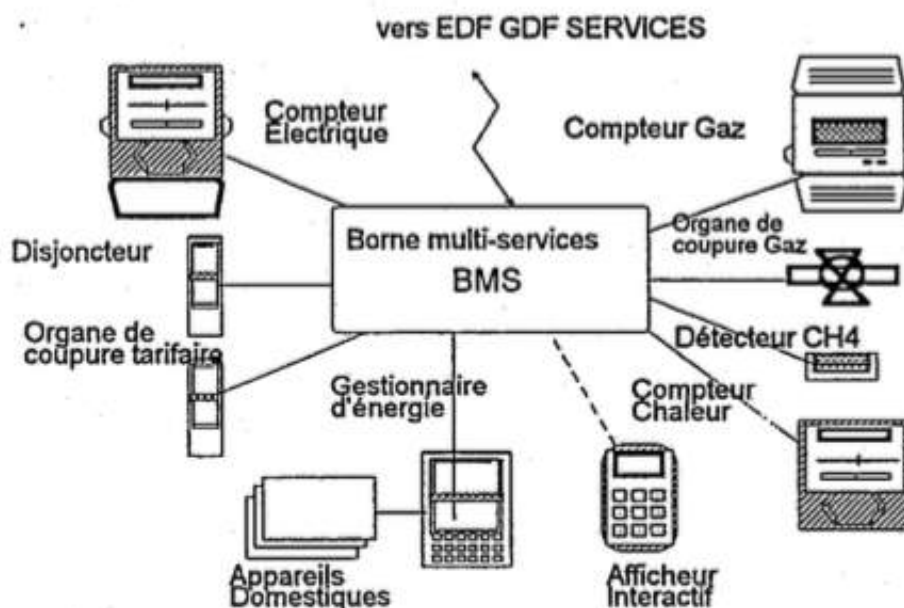 vers EDF GDF SERVICES
Compteur
Électrique
Compteur Gaz
Disjoncteur
Borne multi-services
BMS
Organe de
coupure Gaz
Organe de
coupure tarifaire
Détecteur CH4
Gestionnaire
d'énergie
Compteur
Chaleur
Appareils
Domestiques
Afficheur
Interactif